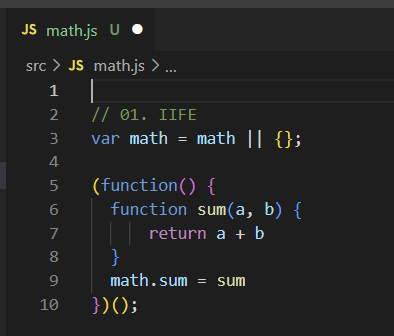 JS math.js U
src > JS math.js > ...
1
2 // 01. IIFE
3 var math = math || {};
4
5 (function() {
6   function sum(a, b) {
7     return a + b
8   }
9   math.sum = sum
10 })();